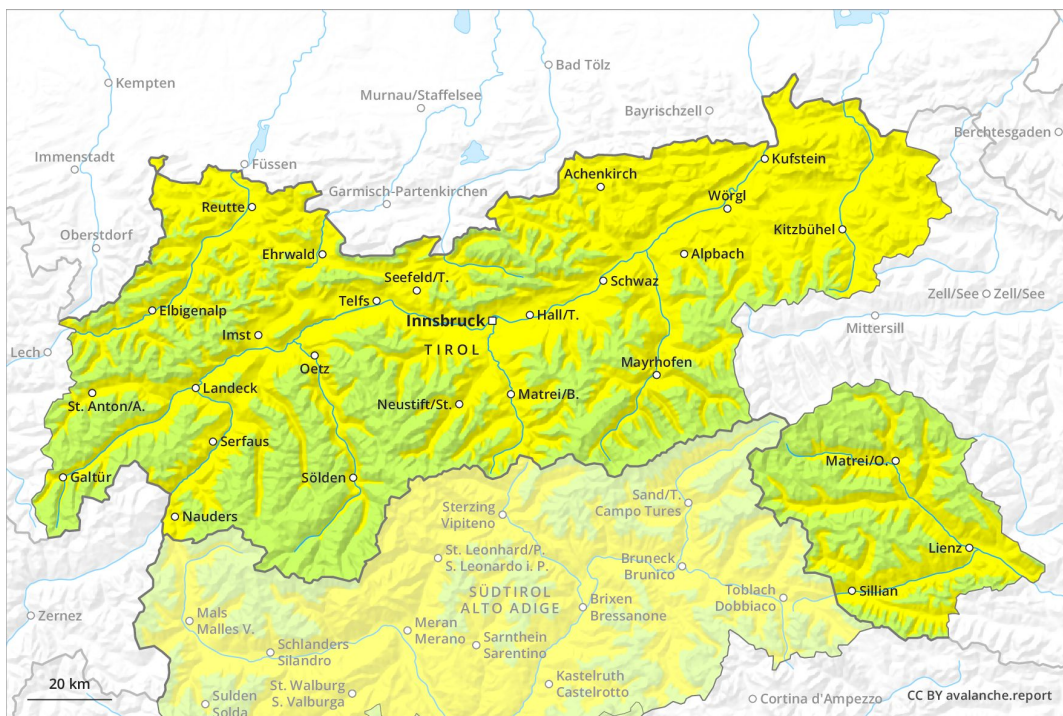 Kempten
Bad Tölz
Murnau/Staffelsee
Bayrischzell
Berchtesgaden
Immenstadt
Füssen
Kufstein
Achenkirch
Garmisch-Partenkirchen
Wörgl
Reutte
Kitzbühel
Oberstdorf
Ehrwald
Alpbach
Seefeld/T.
Schwaz
Zell/See
Zell/See
Telfs
Elbigenalp
Hall/T.
Innsbruck
Mittersill
Imst
TIROL
Lech
Oetz
Mayrhofen
Landeck
Matrei/B.
St. Anton/A.
Neustift/St.
Serfaus
Matrei/O.
Galtür
Sölden
Sand/T.
Campo Tures
Sterzing
Vipiteno
Nauders
Lienz
St. Leonhard/P.
S. Leonardo i. P.
Bruneck
Brunico
Sillian
SÜDTIROL
ALTO ADIGE
Toblach
Dobbiaco
Brixen
Bressanone
Zernez
Mals
Malles V.
Meran
Merano
Sarnthein
Sarentino
Schlanders
Silandro
20 km
St. Walburg
S. Valburga
Kastelruth
Castelrotto
Sulden
Solda
Cortina d'Ampezzo
CC BY avalanche.report